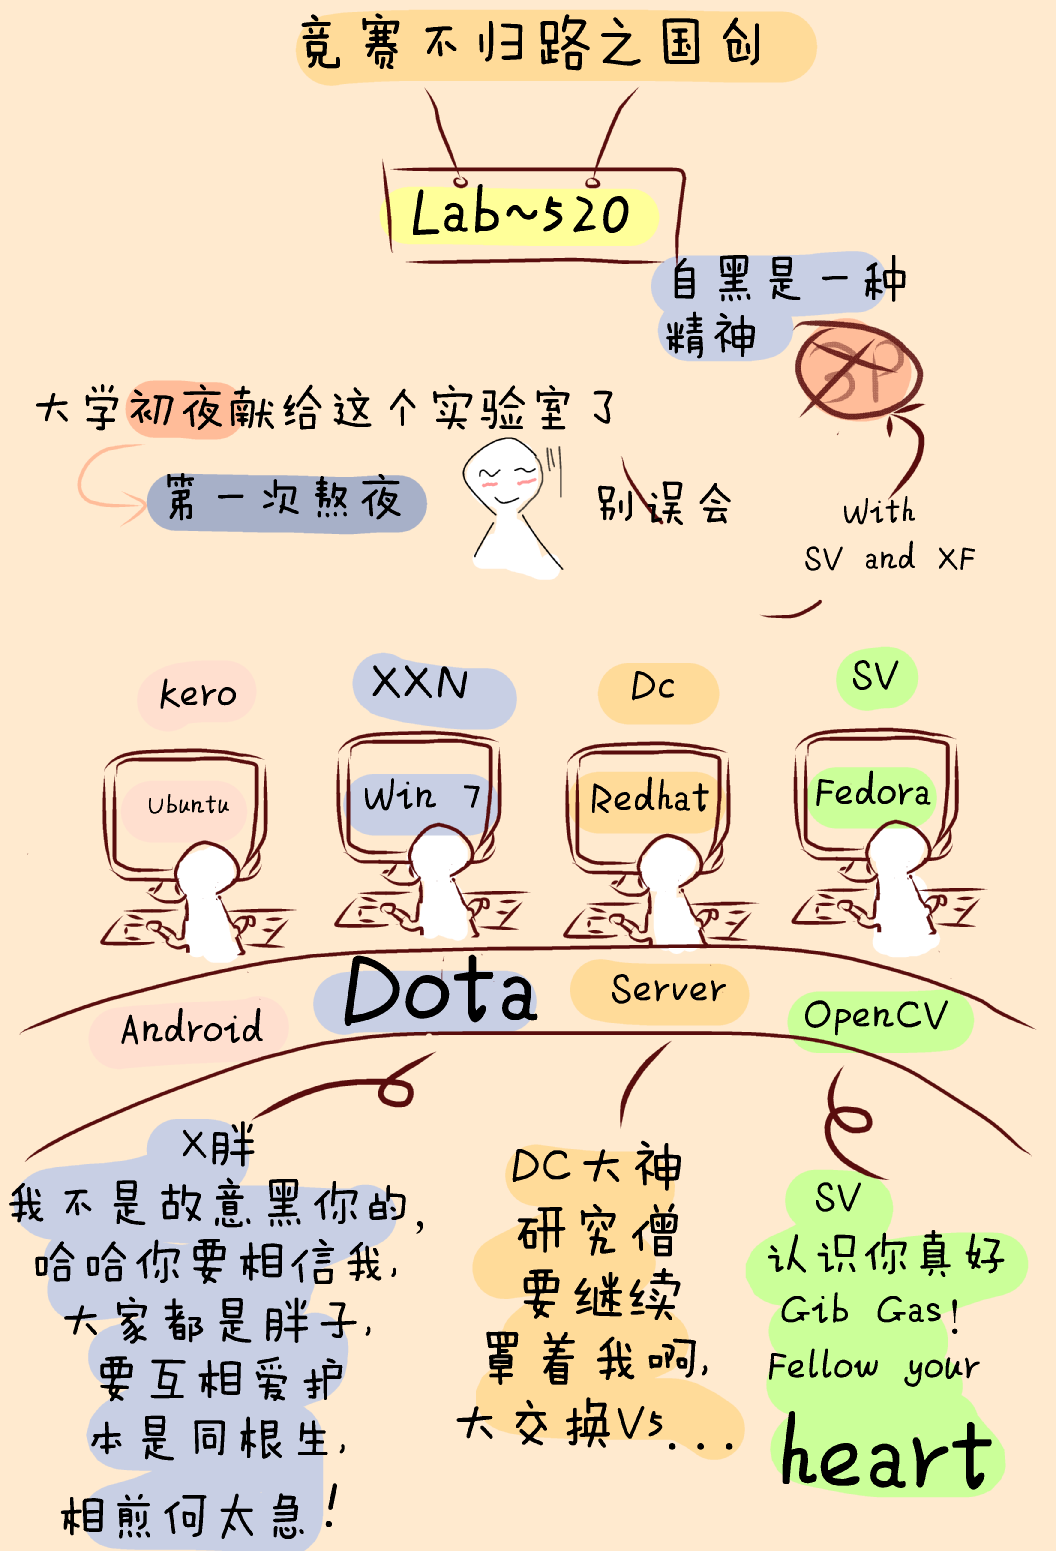 竞赛不归路之国创
Lab~520
自黑是一种
精神
3P
大学初夜献给这个实验室了
第一次熬夜
别误会
With
SV and XF
kero
XXN
Dc
SV
Ubuntu
Win 7
Redhat
Fedora
Android
Dota
Server
OpenCV
X胖
我不是故意黑你的,
哈哈你要相信我,
大家都是胖子,
要互相爱护
本是同根生,
相煎何太急!
DC大神
研究僧
要继续
罩着我啊,
大交换V5...
SV
认识你真好
Gib Gas!
Fellow your
heart